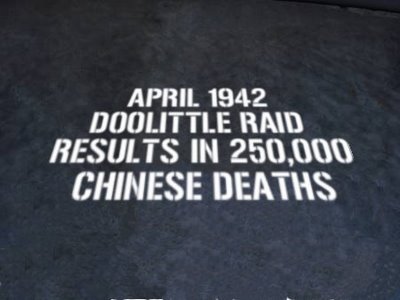 APRIL 1942
DOOLITTLE RAID
RESULTS IN 250,000
CHINESE DEATHS